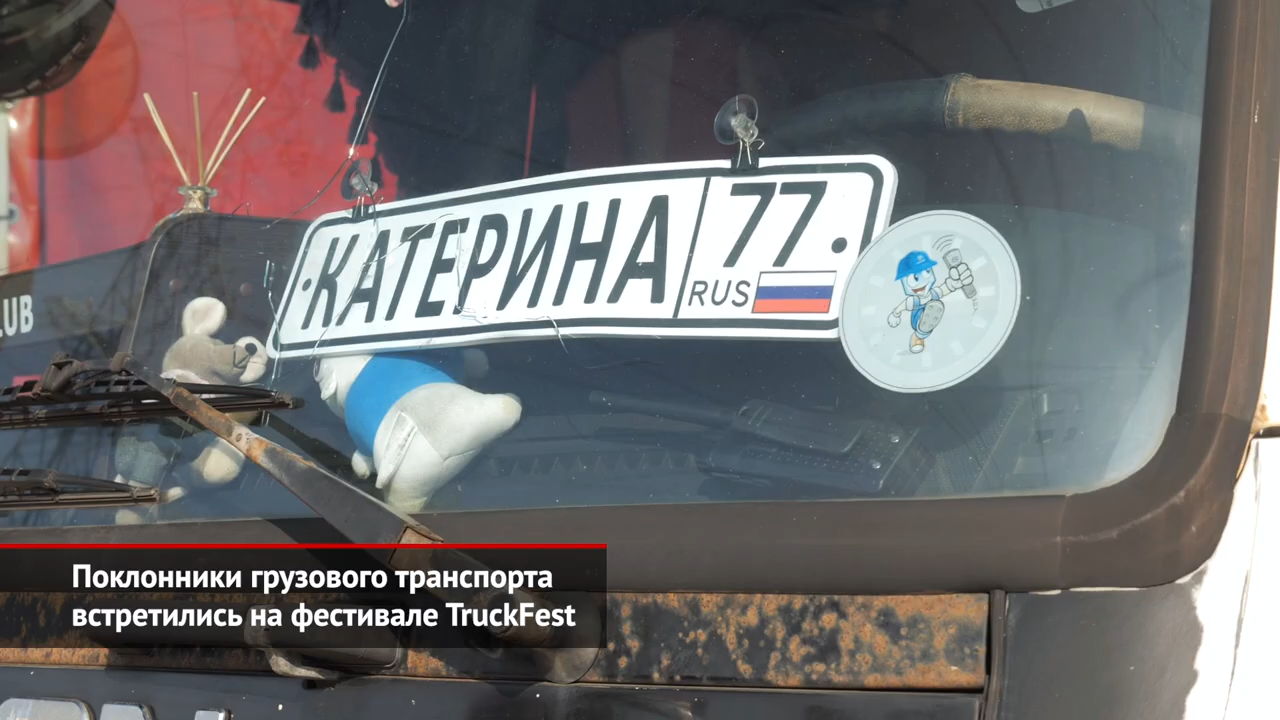 КАТЕРИНА 77
RUS
LUB
Поклонники грузового транспорта
встретились на фестивале TruckFest